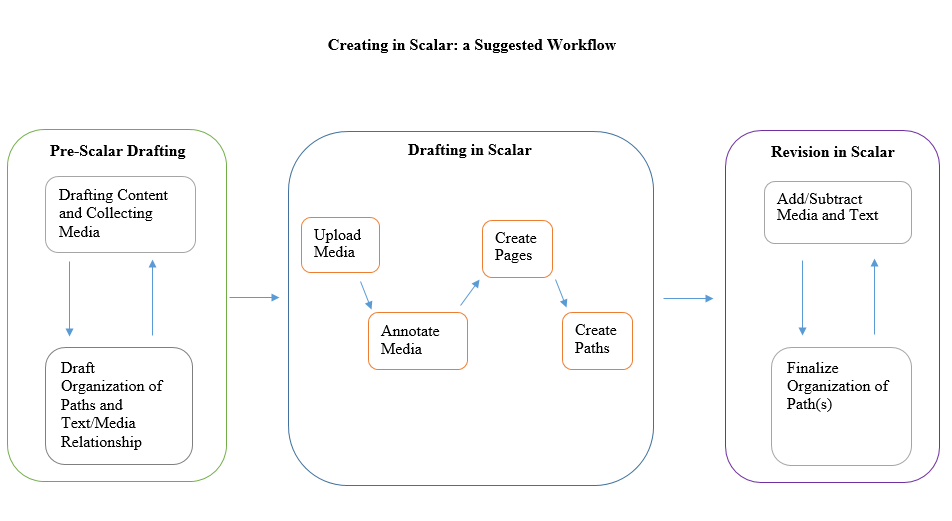 Creating in Scalar: a Suggested Workflow
Pre-Scalar Drafting
Drafting Content
and Collecting
Media
Draft
Organization of
Paths and
Text/Media
Relationship
Drafting in Scalar
Upload
Media
Annotate
Media
Create
Pages
Create
Paths
Revision in Scalar
Add/Subtract
Media and Text
Finalize
Organization of
Path(s)